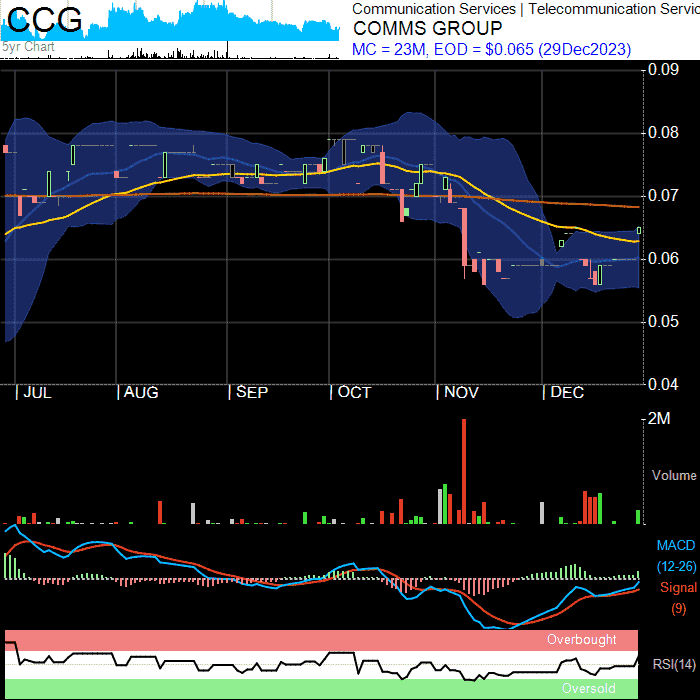 CCG
5yr Chart
Communication Services | Telecommunication Servic
COMMS GROUP
MC = 23M, EOD = $0.065 (29Dec2023)
0.09
0.08
0.07
0.06
0.05
0.04
| JUL | AUG | SEP | OCT | NOV | DEC
2M
Volume
MACD
(12-26)
Signal
(9)
Overbought
RSI(14)
Oversold